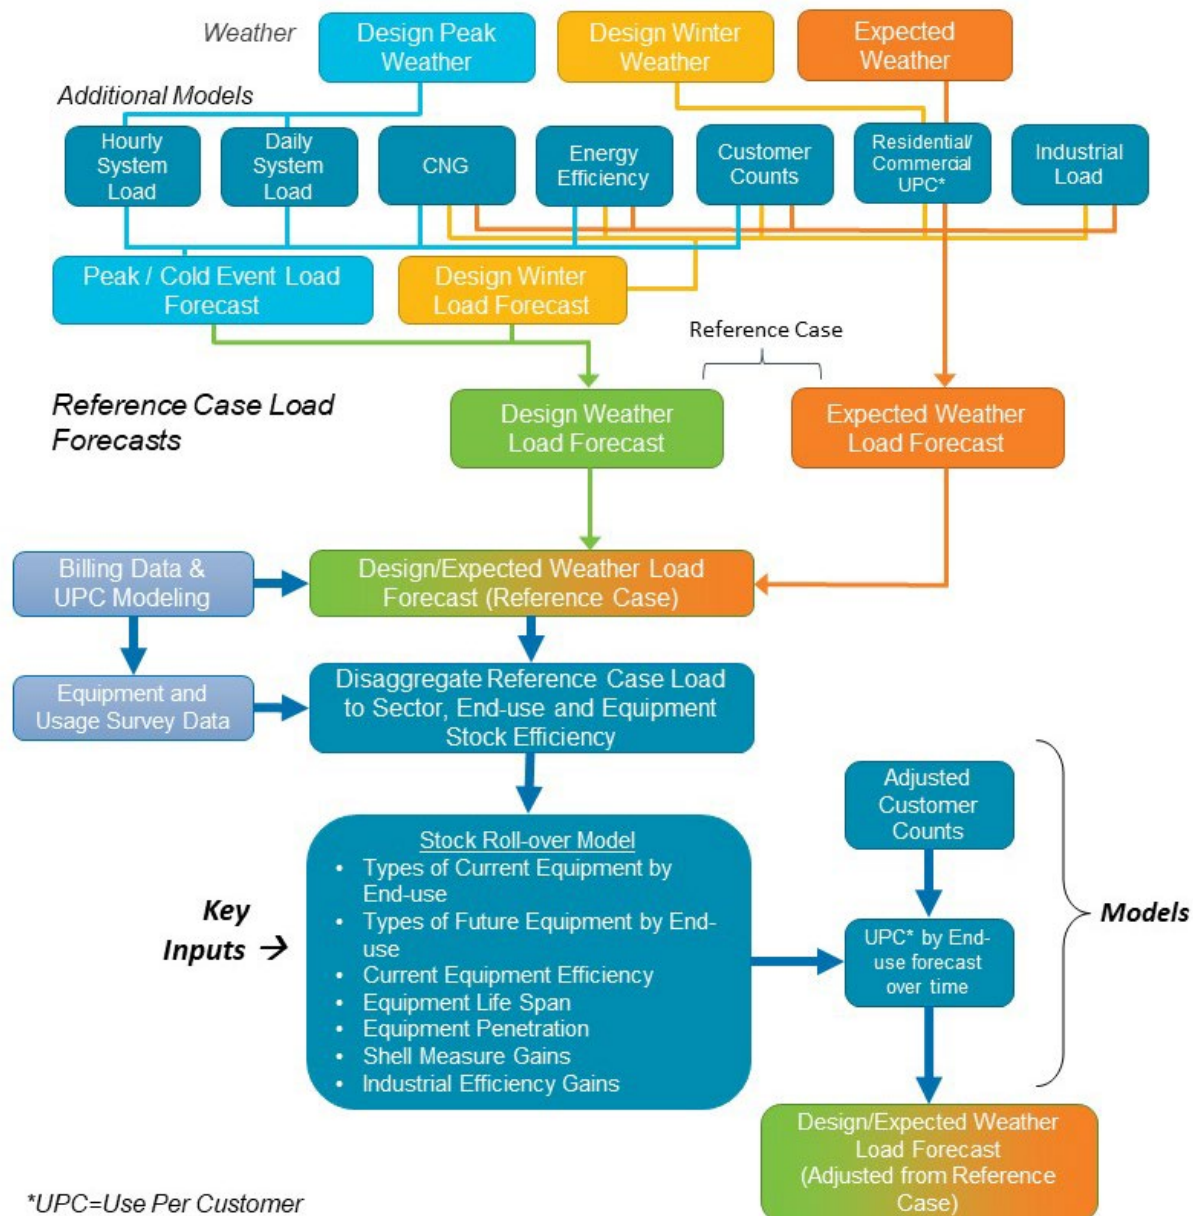 Weather
Design Peak
Weather
Design Winter
Weather
Expected
Weather
Additional Models
Hourly
System
Load
Daily
System
Load
CNG
Energy
Efficiency
Customer
Counts
Residential/
Commercial
UPC*
Industrial
Load
Peak / Cold Event Load
Forecast
Design Winter
Load Forecast
Reference Case
Reference Case Load
Forecasts
Design Weather
Load Forecast
Expected Weather
Load Forecast
Billing Data &
UPC Modeling
Design/Expected Weather Load
Forecast (Reference Case)
Equipment and
Usage Survey Data
Disaggregate Reference Case Load
to Sector, End-use and Equipment
Stock Efficiency
Key
Inputs →
Stock Roll-over Model
• Types of Current Equipment by
End-use
• Types of Future Equipment by End-
use
• Current Equipment Efficiency
• Equipment Life Span
• Equipment Penetration
• Shell Measure Gains
• Industrial Efficiency Gains
Adjusted
Customer
Counts
UPC* by End-
use forecast
over time
Models
Design/Expected Weather
Load Forecast
(Adjusted from Reference
Case)
*UPC=Use Per Customer